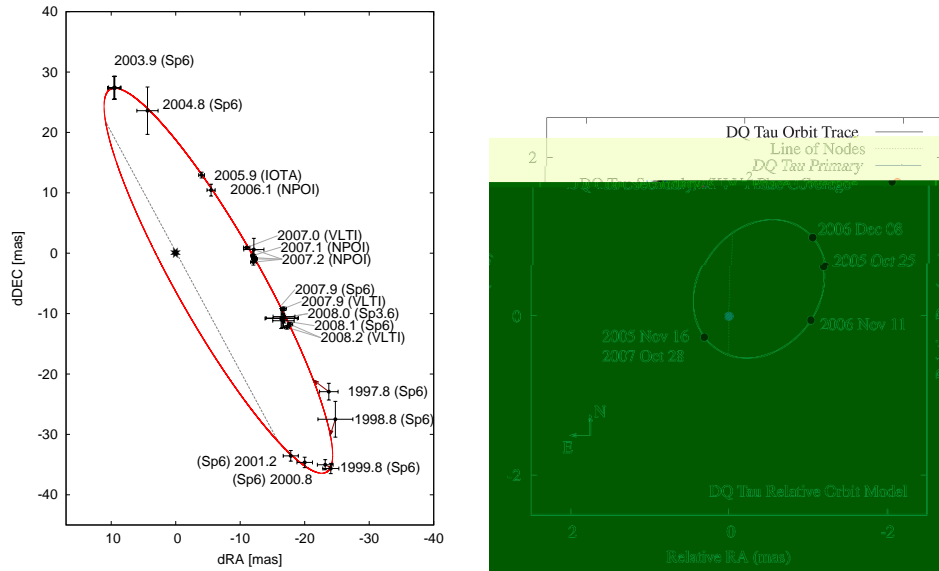 40
30
20
10
0
-10
-20
-30
-40
dDEC [mas]
2003.9 (Sp6)
2004.8 (Sp6)
2005.9 (IOTA)
2006.1 (NPOI)
2007.0 (VLTI)
2007.1 (NPOI)
2007.2 (NPOI)
2007.9 (Sp6)
2007.9 (VLTI)
2008.0 (Sp3.6)
2008.1 (Sp6)
2008.2 (VLTI)
1997.8 (Sp6)
1998.8 (Sp6)
(Sp6) 2001.2
1999.8 (Sp6)
(Sp6) 2000.8
10 0 -10 -20 -30 -40
dRA [mas]
DQ Tau Orbit Trace
Line of Nodes
DQ Tau Primary
2
0
-2
2006 Dec 08
2005 Oct 25
2006 Nov 11
2005 Nov 16
2007 Oct 28
N
E
DQ Tau Relative Orbit Model
2 0 -2
Relative RA (mas)